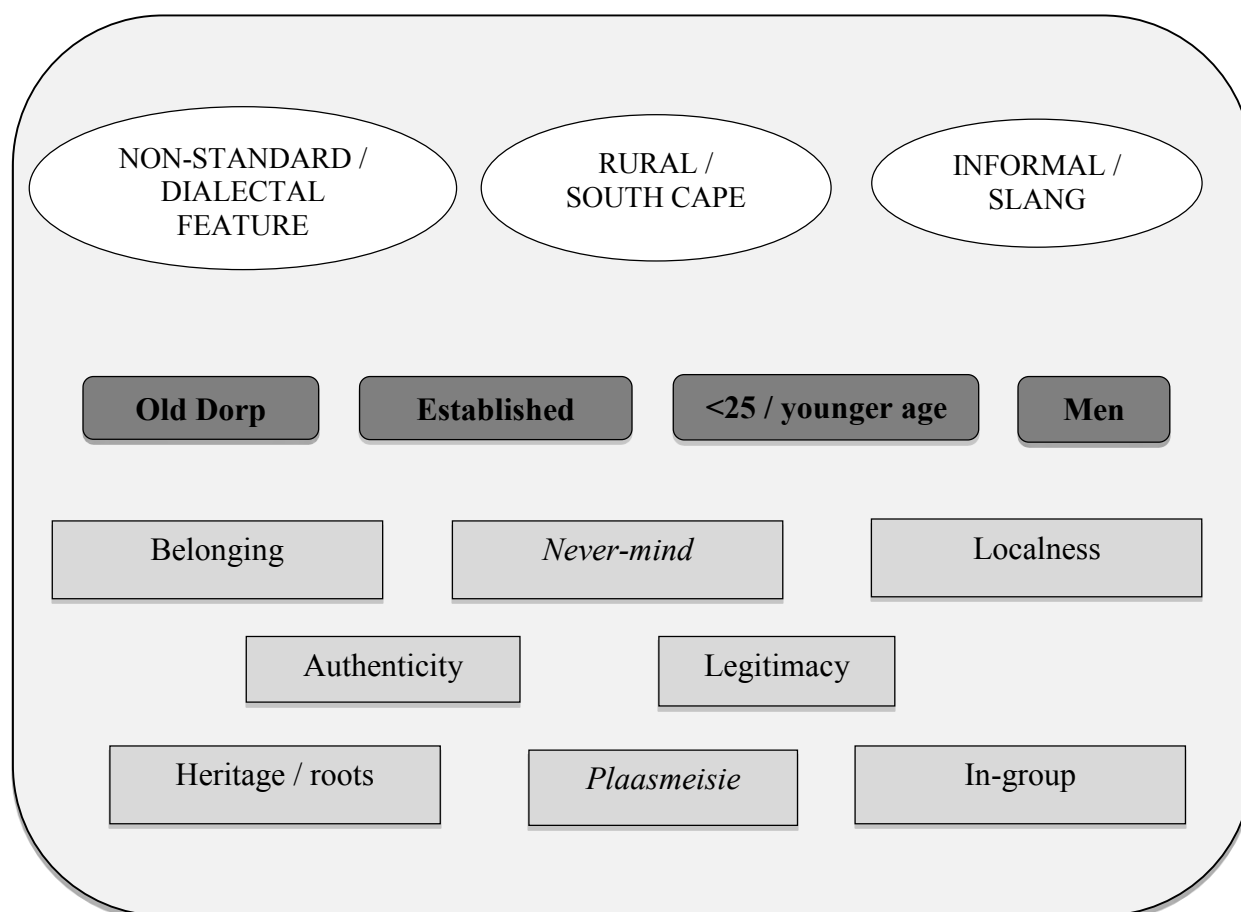 NON-STANDARD /
DIALECTAL
FEATURE
RURAL /
SOUTH CAPE
INFORMAL /
SLANG
Old Dorp
Established
<25 / younger age
Men
Belonging
Never-mind
Localness
Authenticity
Legitimacy
Heritage / roots
Plaasmeisie
In-group